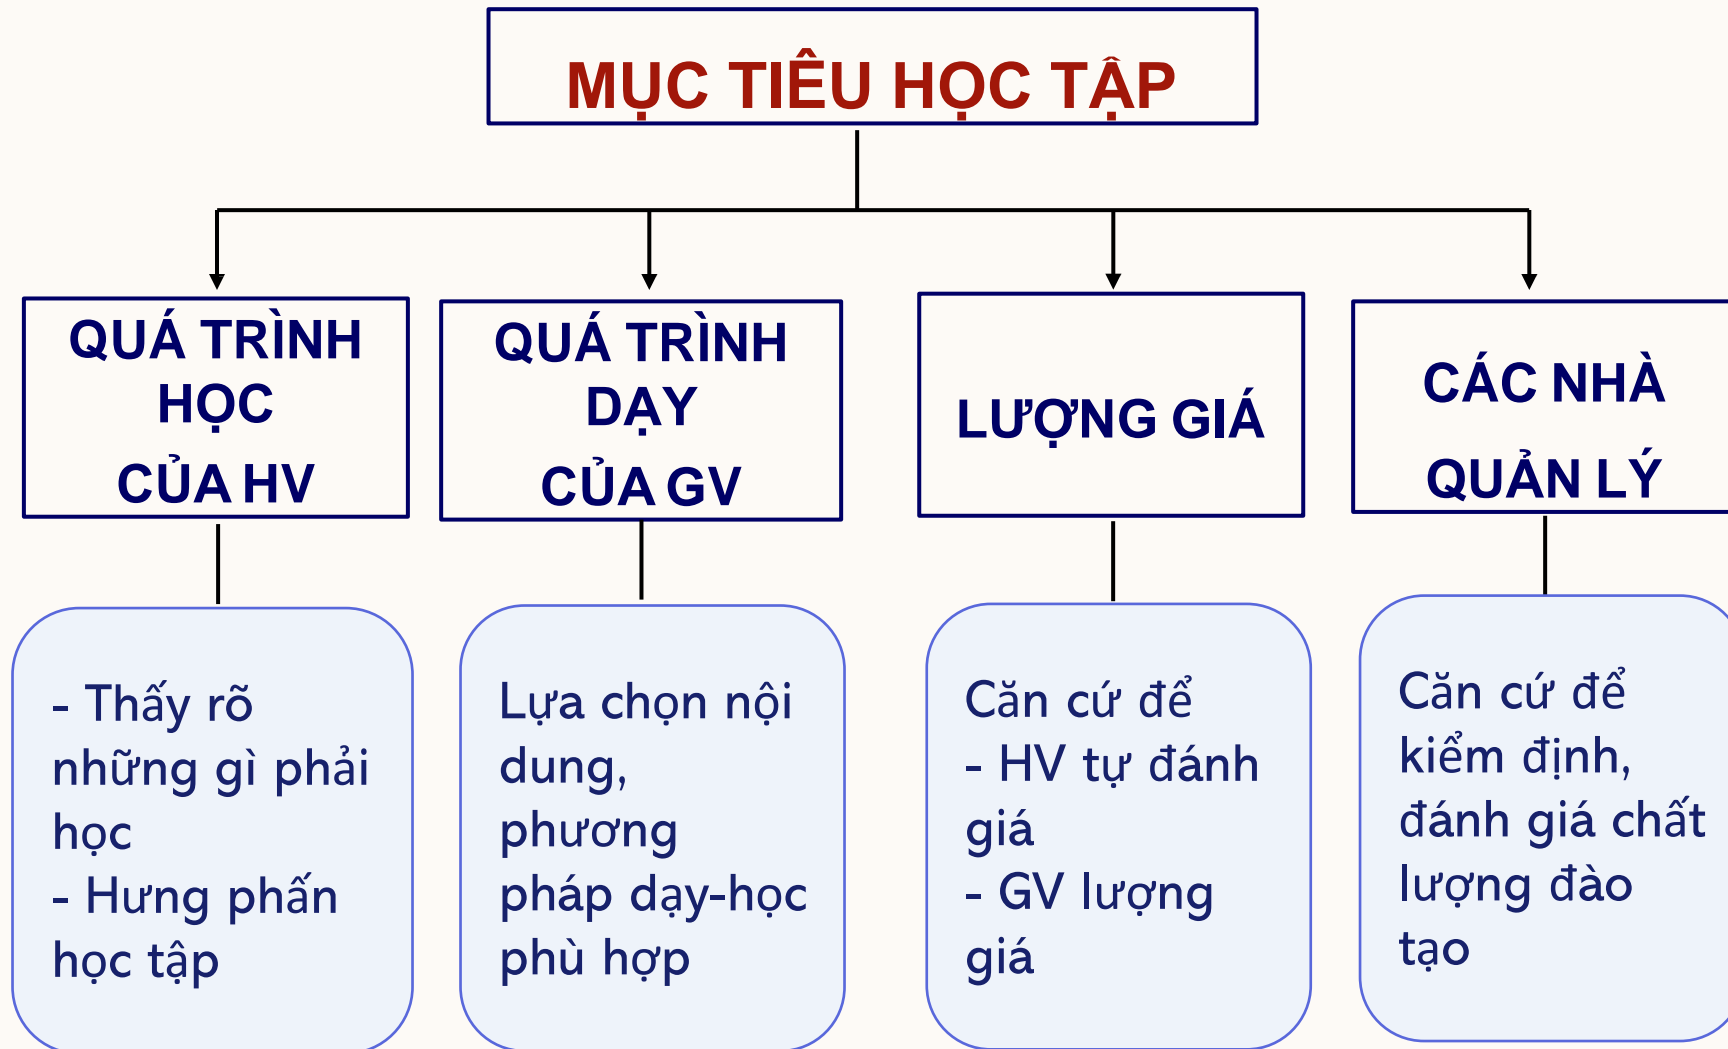 MỤC TIÊU HỌC TẬP
QUÁ TRÌNH
HỌC
CỦA HV
QUÁ TRÌNH
DẠY
CỦA GV
LƯỢNG GIÁ
CÁC NHÀ
QUẢN LÝ
- Thấy rõ
những gì phải
học
- Hưng phấn
học tập
Lựa chọn nội
dung,
phương
pháp dạy-học
phù hợp
Căn cứ để
- HV tự đánh
giá
- GV lượng
giá
Căn cứ để
kiểm định,
đánh giá chất
lượng đào
tạo